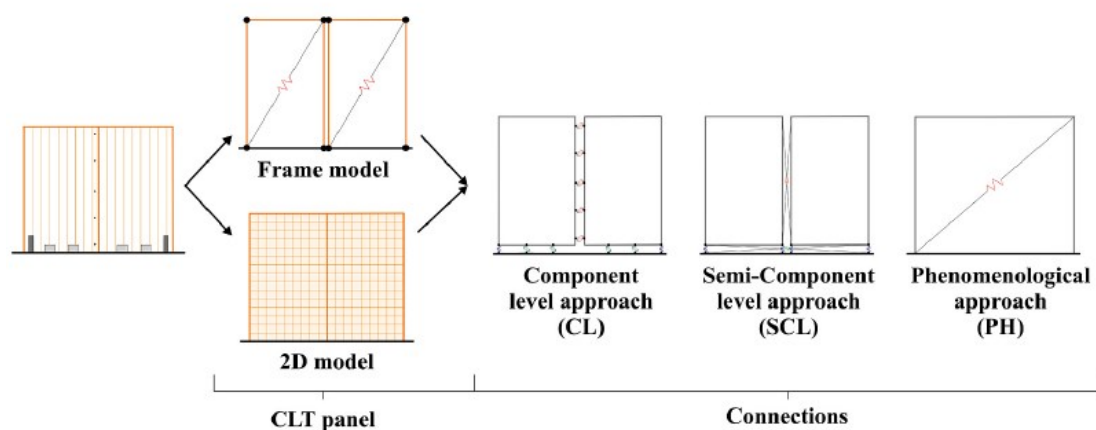 Frame model
2D model
CLT panel
Component
level approach
(CL)
Semi-Component
level approach
(SCL)
Phenomenological
approach
(PH)
Connections